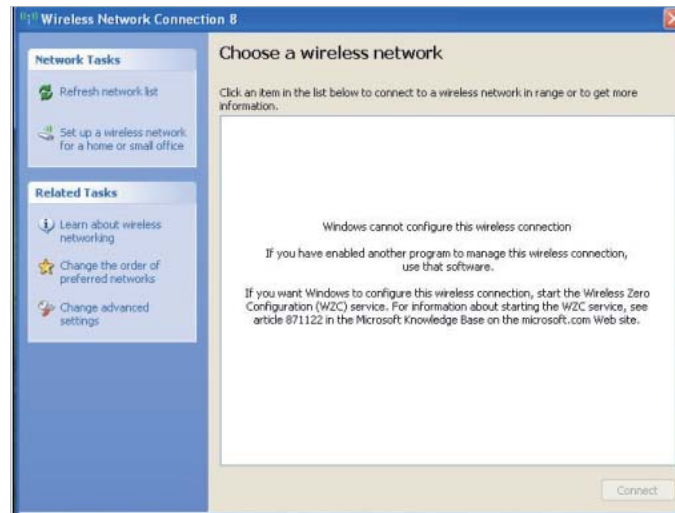 Wireless Network Connection 8
Network Tasks
Refresh network list
Set up a wireless network
for a home or small office
Related Tasks
Learn about wireless
networking
Change the order of
preferred networks
Change advanced
settings
Choose a wireless network
Click an item in the list below to connect to a wireless network in range or to get more
information.
Windows cannot configure this wireless connection
If you have enabled another program to manage this wireless connection,
use that software.
If you want Windows to configure this wireless connection, start the Wireless Zero
Configuration (WZC) service. For information about starting the WZC service, see
article 871122 in the Microsoft Knowledge Base on the microsoft.com Web site.
Connect